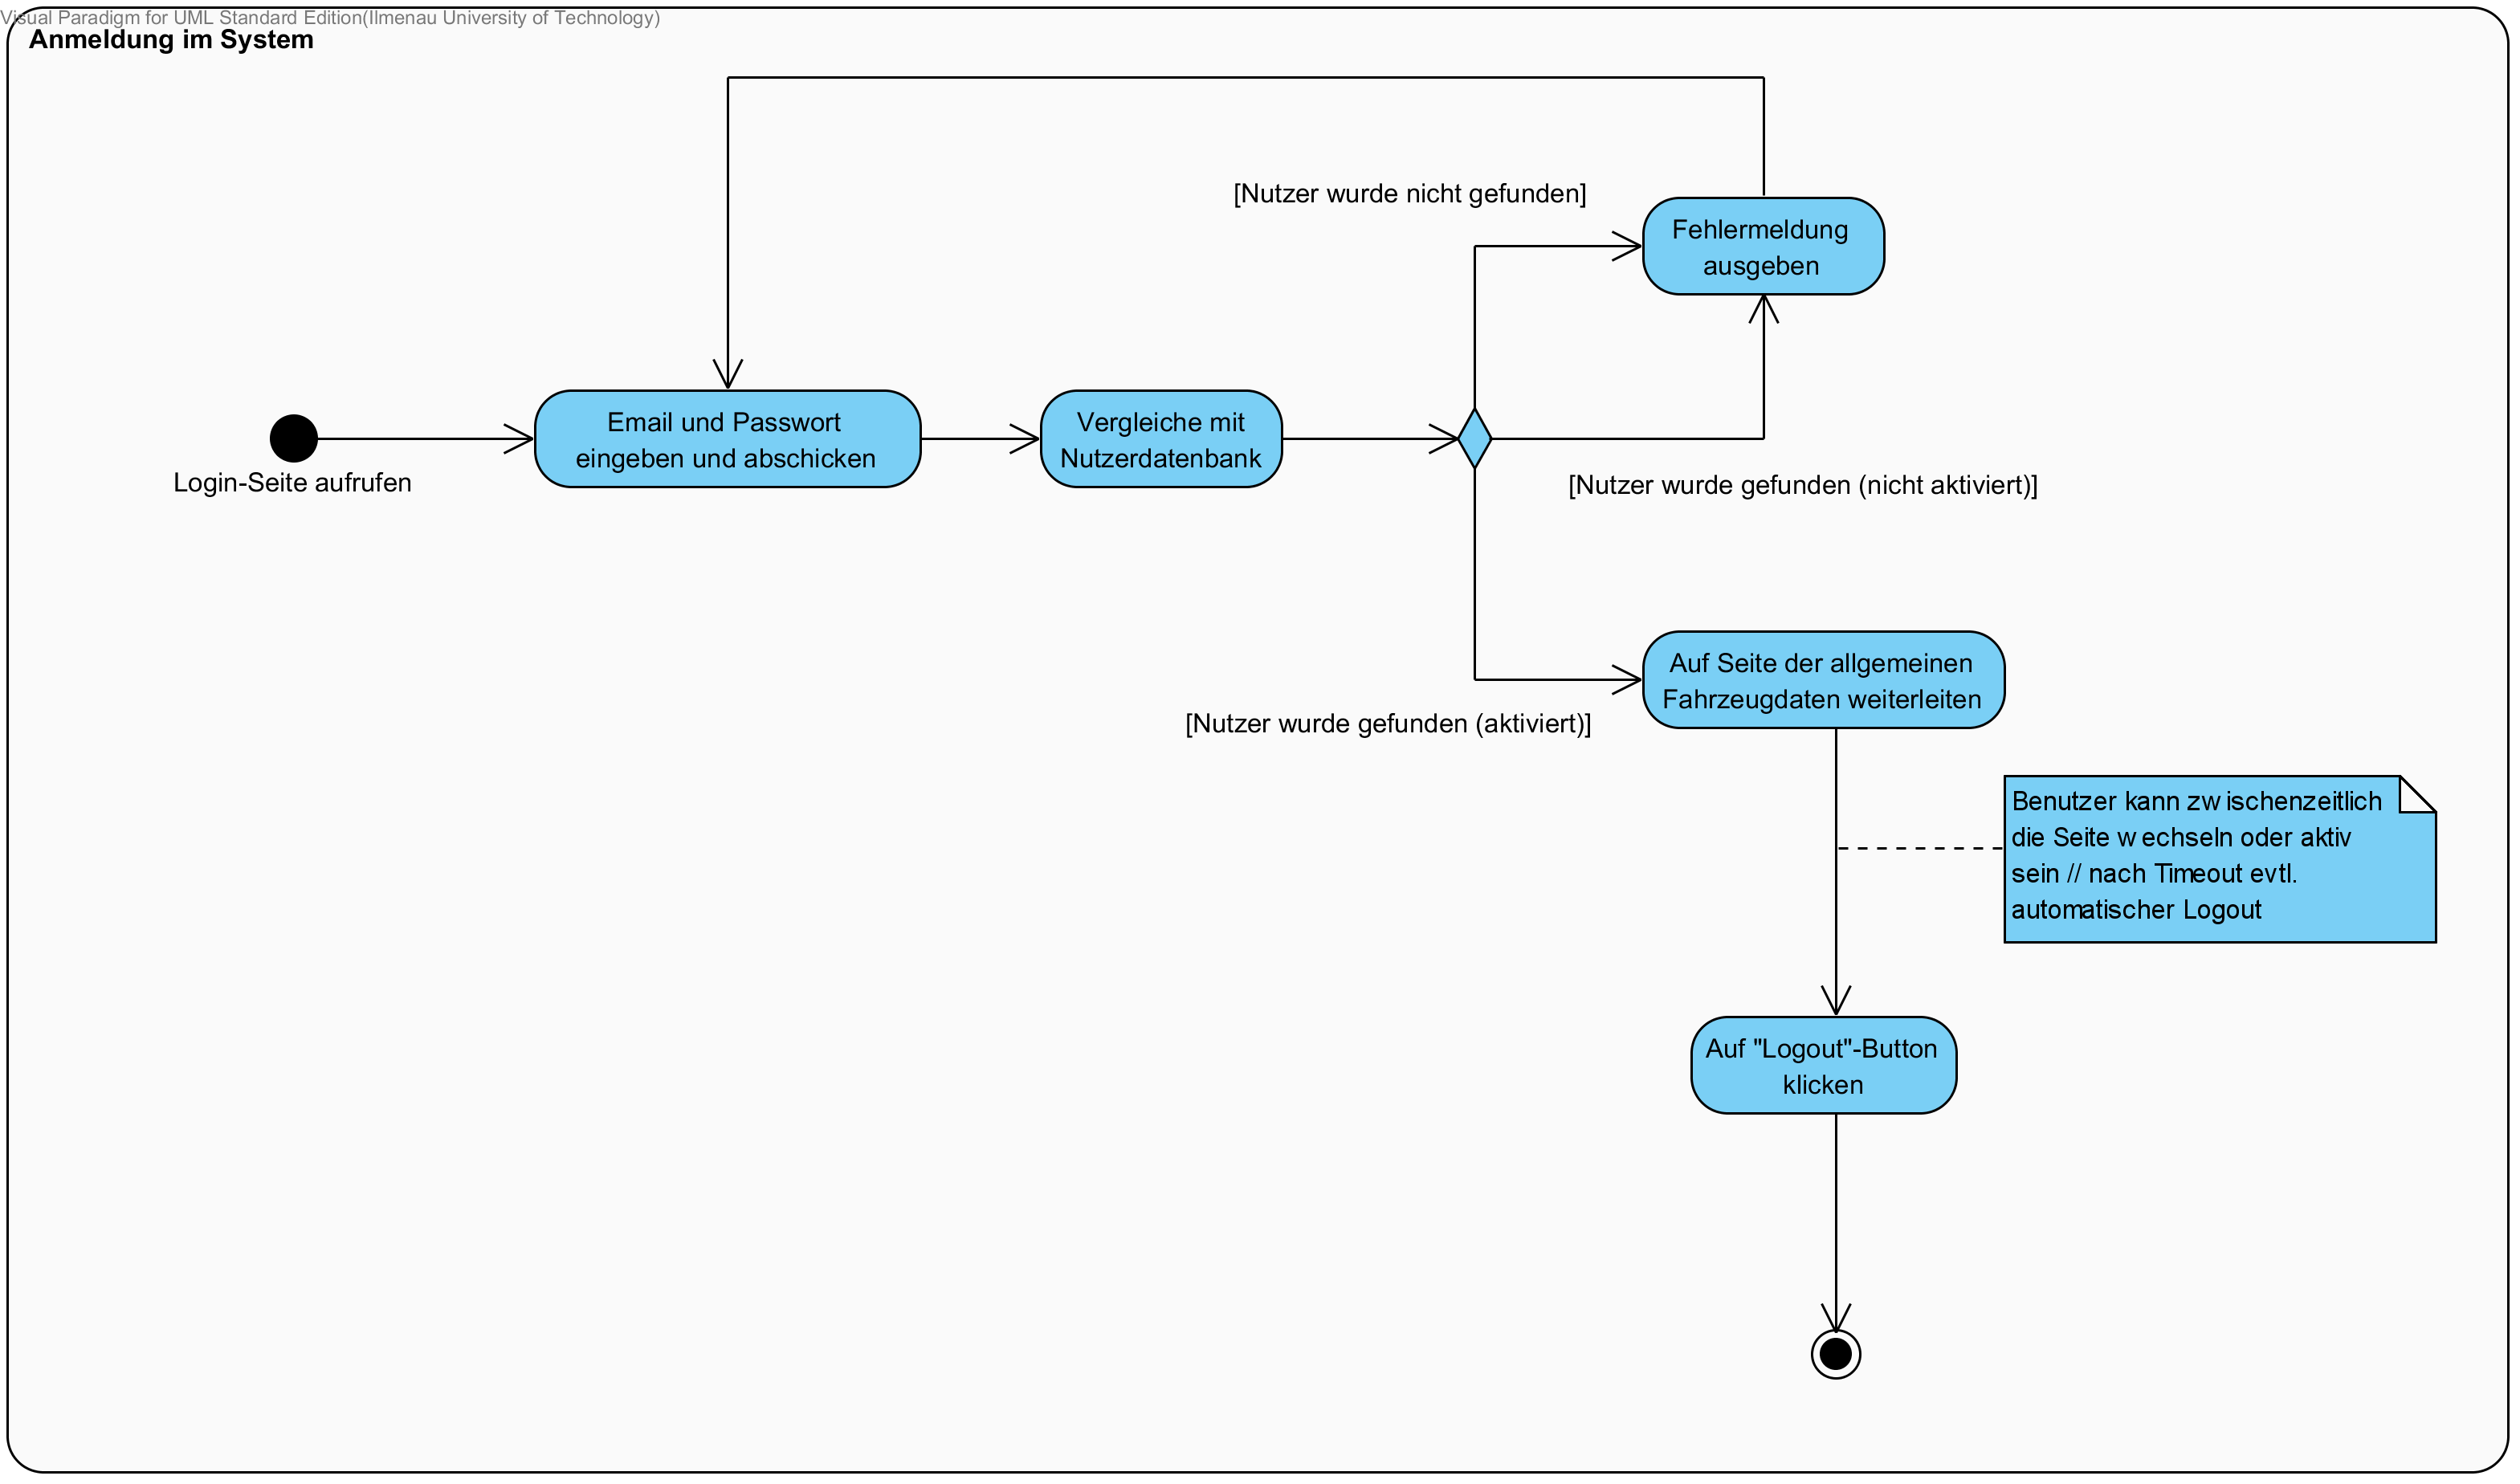 Visual Paradigm for UML Standard Edition(Ilmenau University of Technology)
Anmeldung im System
[Nutzer wurde nicht gefunden]
Fehlermeldung
ausgeben
Login-Seite aufrufen
Email und Passwort
eingeben und abschicken
Vergleiche mit
Nutzerdatenbank
[Nutzer wurde gefunden (nicht aktiviert)]
[Nutzer wurde gefunden (aktiviert)]
Auf Seite der allgemeinen
Fahrzeugdaten weiterleiten
Benutzer kann zwischenzeitlich
die Seite wechseln oder aktiv
sein // nach Timeout evtl.
automatischer Logout
Auf "Logout"-Button
klicken